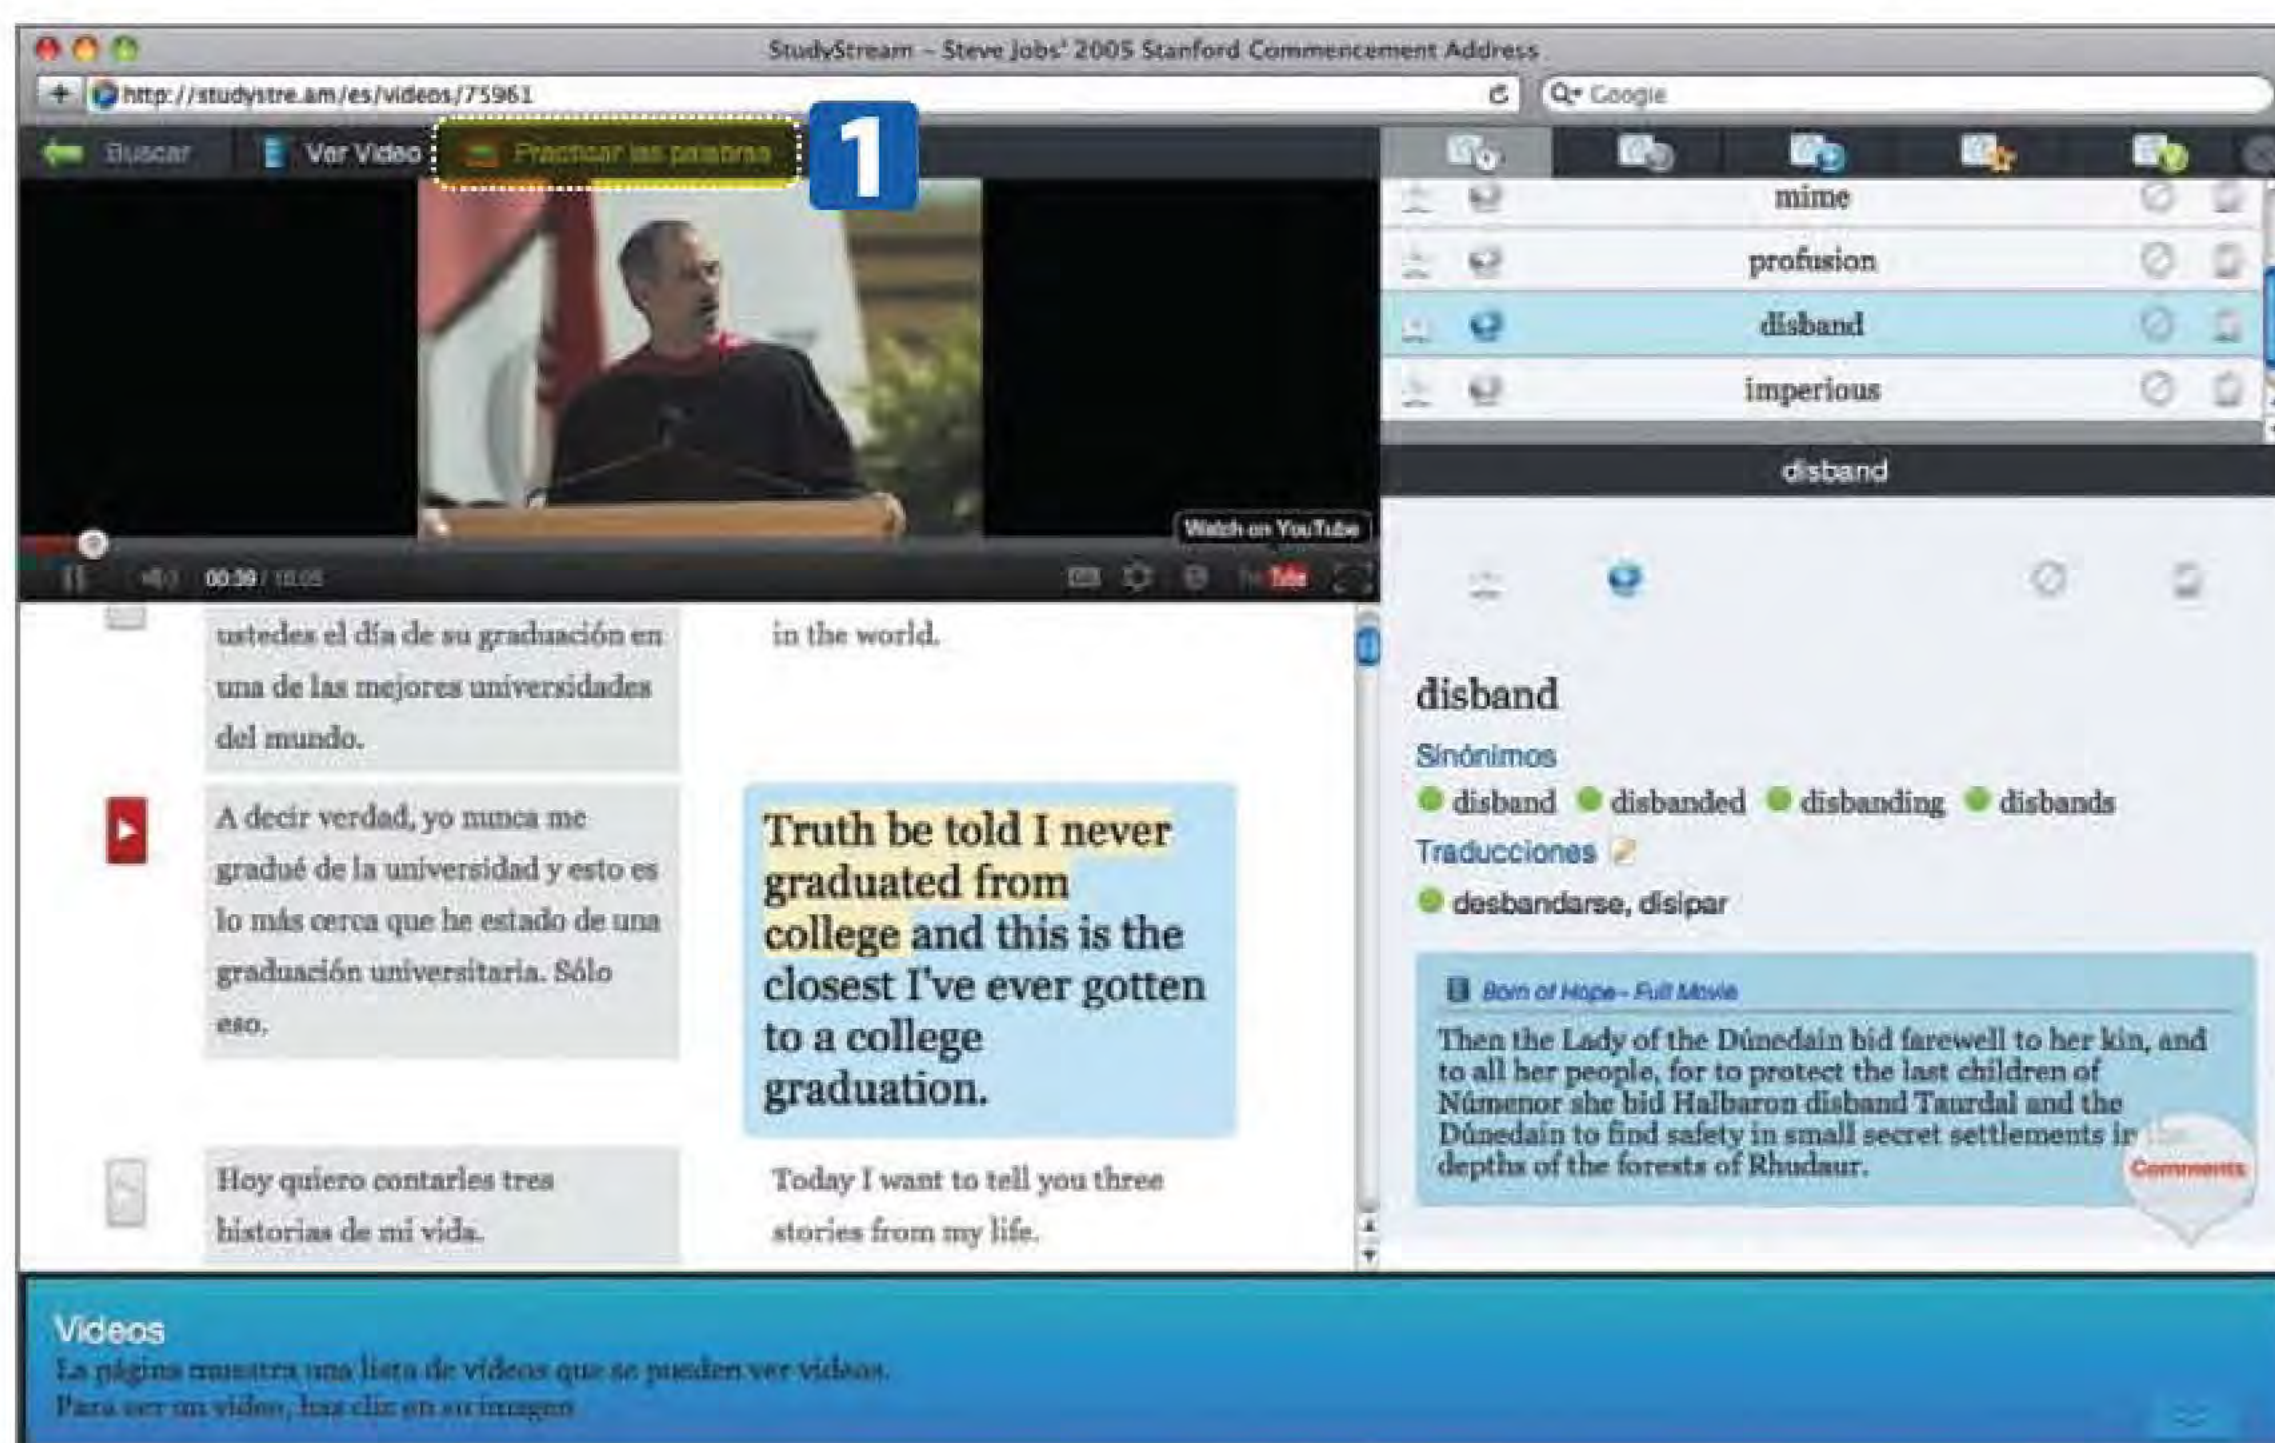 StudyStream – Steve Jobs' 2005 Stanford Commencement Address
http://studystre.am/es/videos/75961
Google
Buscar
Ver Video
Practicar las palabras
1
mime
profusion
disband
imperious
disband
Watch on YouTube
00:39 / 15:05
ustedes el día de su graduación en
una de las mejores universidades
del mundo.
in the world.
A decir verdad, yo nunca me
gradué de la universidad y esto es
lo más cerca que he estado de una
graduación universitaria. Sólo
eso.
Truth be told I never
graduated from
college and this is the
closest I've ever gotten
to a college
graduation.
Hoy quiero contarles tres
historias de mi vida.
Today I want to tell you three
stories from my life.
disband
Sinónimos
disband disbanded disbanding disbands
Traducciones
desbandarse, disipar
Born of Hope - Full Movie
Then the Lady of the Dúnedain bid farewell to her kin, and
to all her people, for to protect the last children of
Númenor she bid Halbaron disband Taurdal and the
Dúnedain to find safety in small secret settlements in the
depths of the forests of Rhudaur.
Comments
Videos
La página muestra una lista de vídeos que se pueden ver vídeos.
Para ver un vídeo, haz clic en su imagen